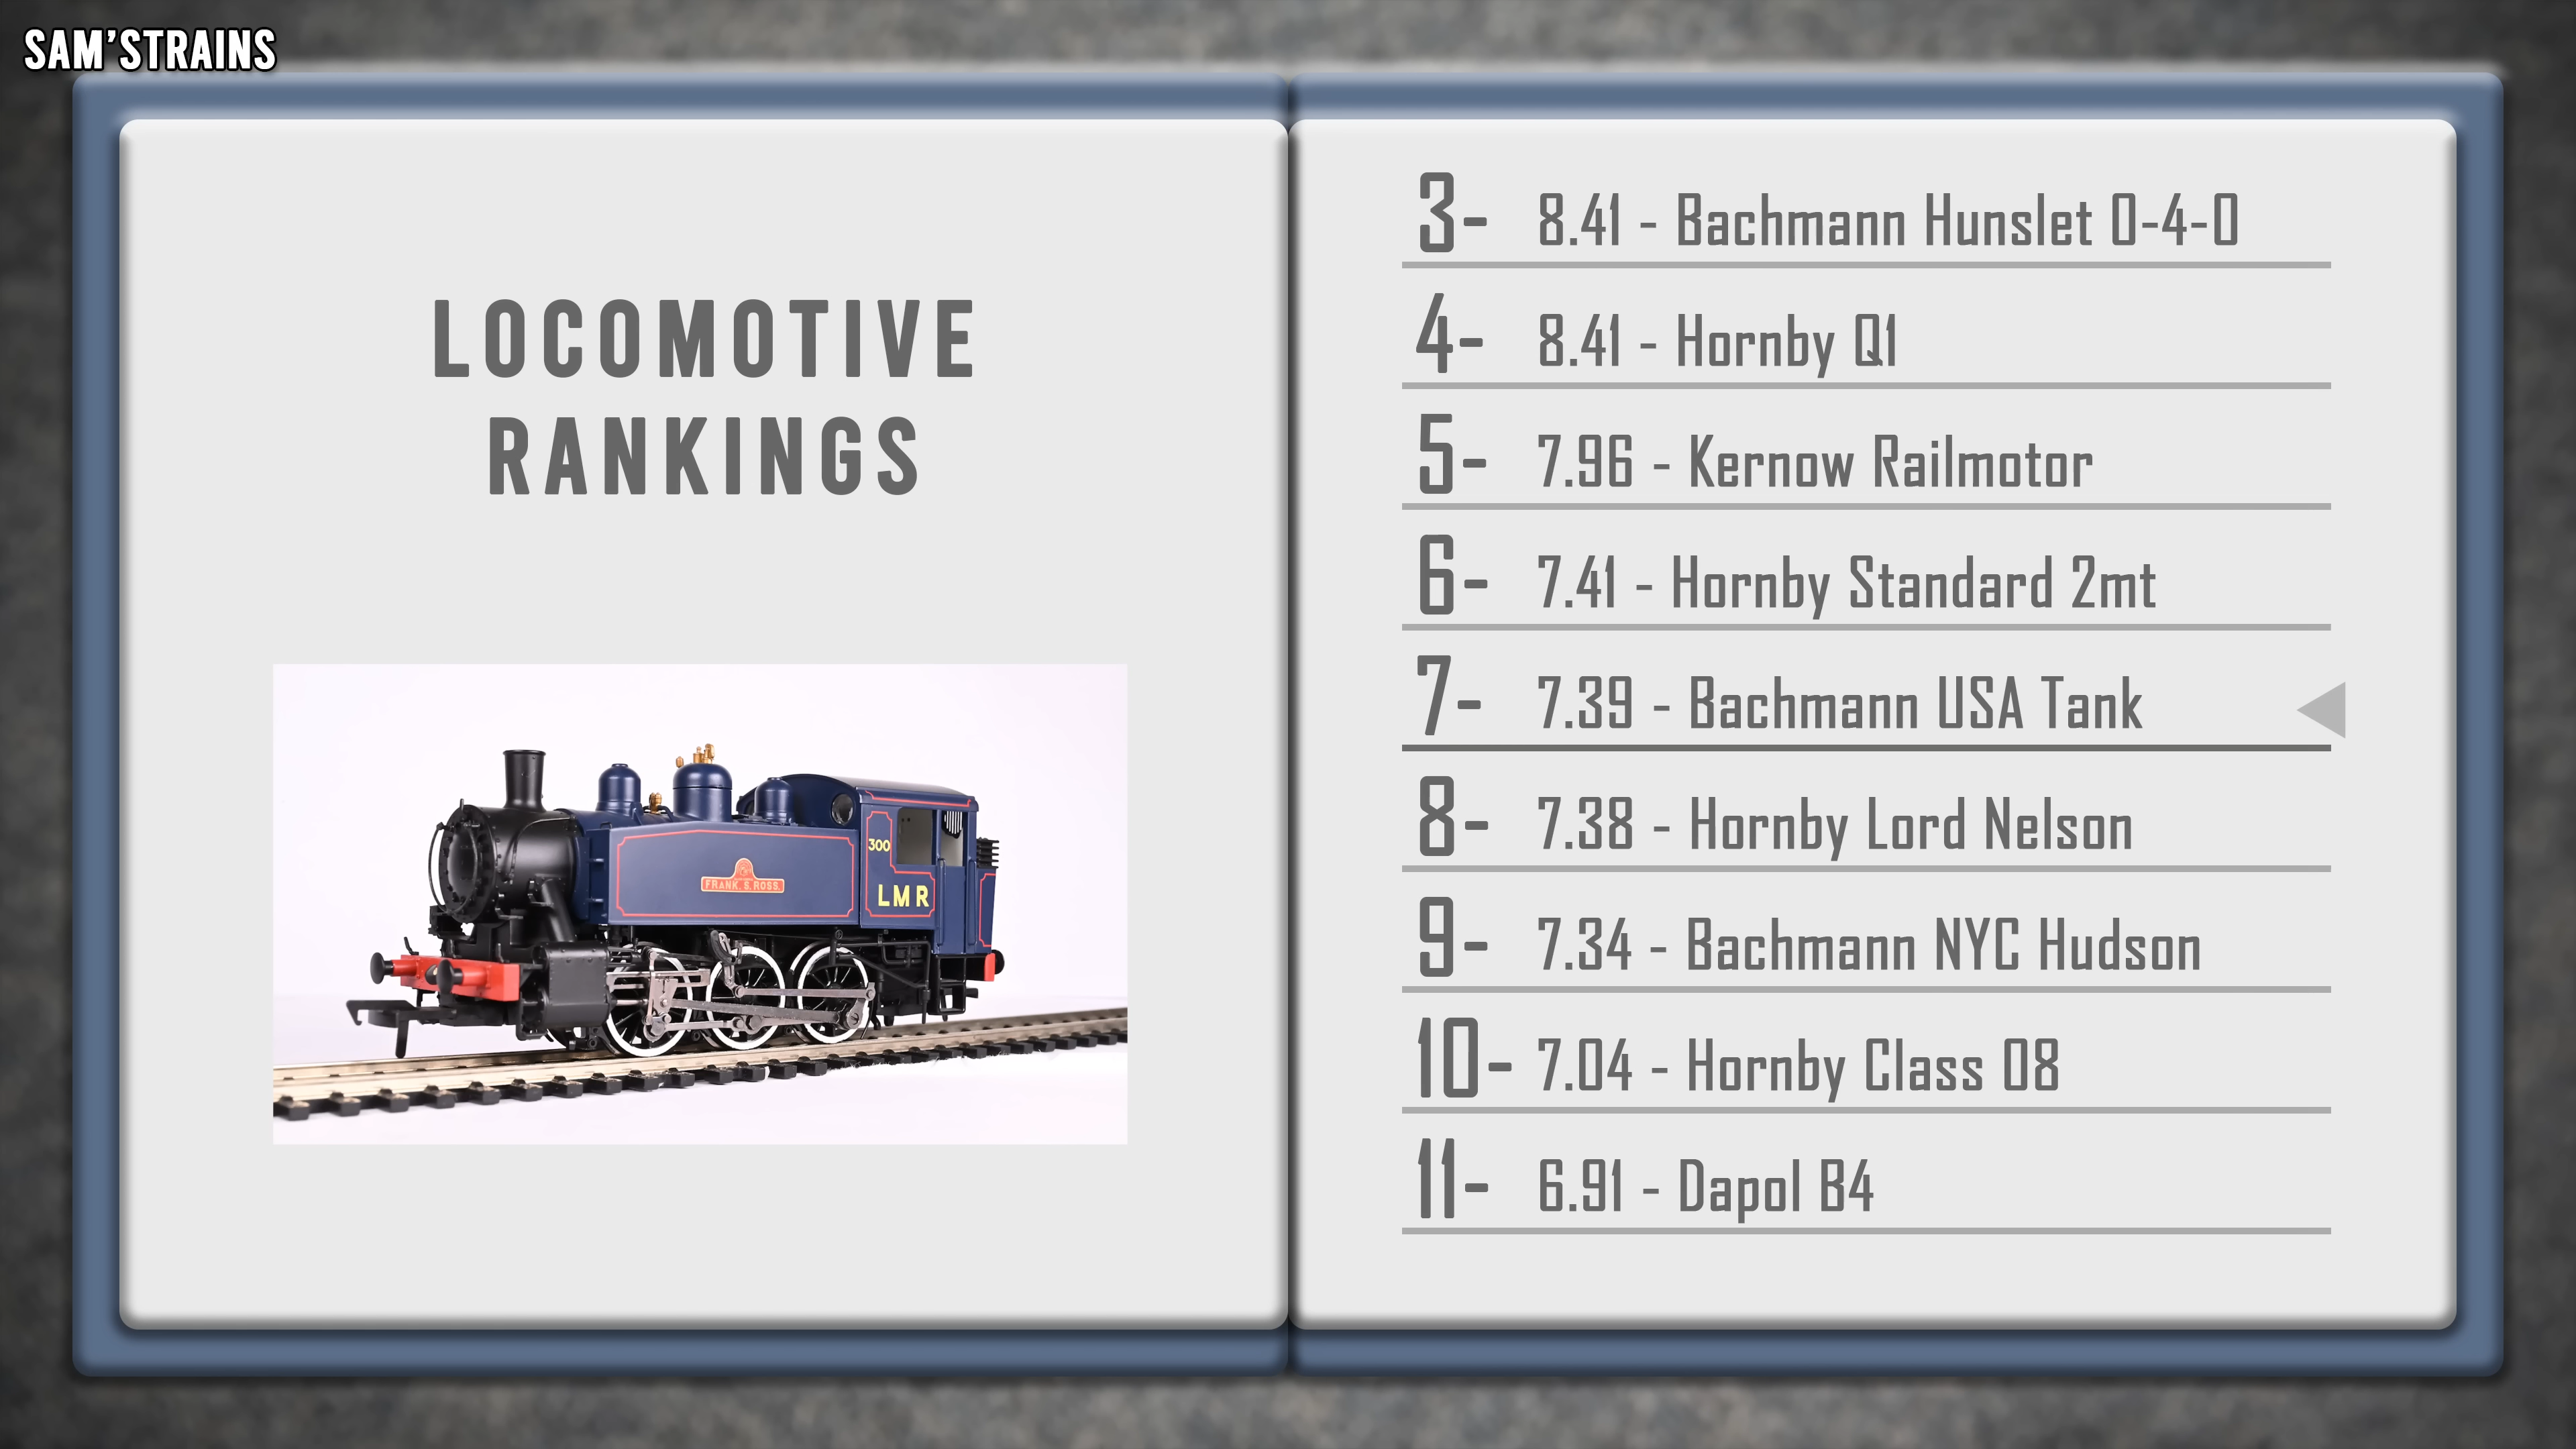 SAM'STRAINS
LOCOMOTIVE
RANKINGS
300
FRANK. S. ROSS.
LMR
3- 8.41 - Bachmann Hunslet 0-4-0
4- 8.41 - Hornby Q1
5- 7.96 - Kernow Railmotor
6- 7.41 - Hornby Standard 2mt
7- 7.39 - Bachmann USA Tank
8- 7.38 - Hornby Lord Nelson
9- 7.34 - Bachmann NYC Hudson
10- 7.04 - Hornby Class 08
11- 6.91 - Dapol B4